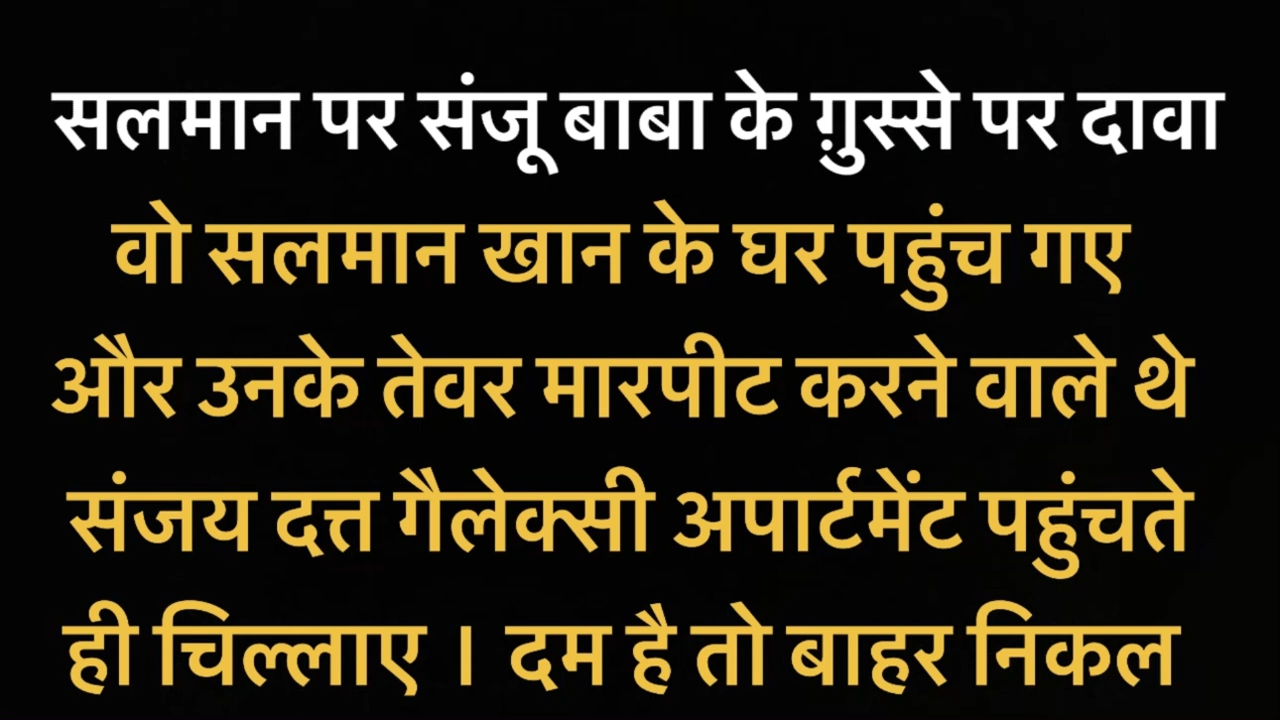 सलमान पर संजू बाबा के ग़ुस्से पर दावा
वो सलमान खान के घर पहुंच गए
और उनके तेवर मारपीट करने वाले थे
संजय दत्त गैलेक्सी अपार्टमेंट पहुंचते
ही चिल्लाए । दम है तो बाहर निकल